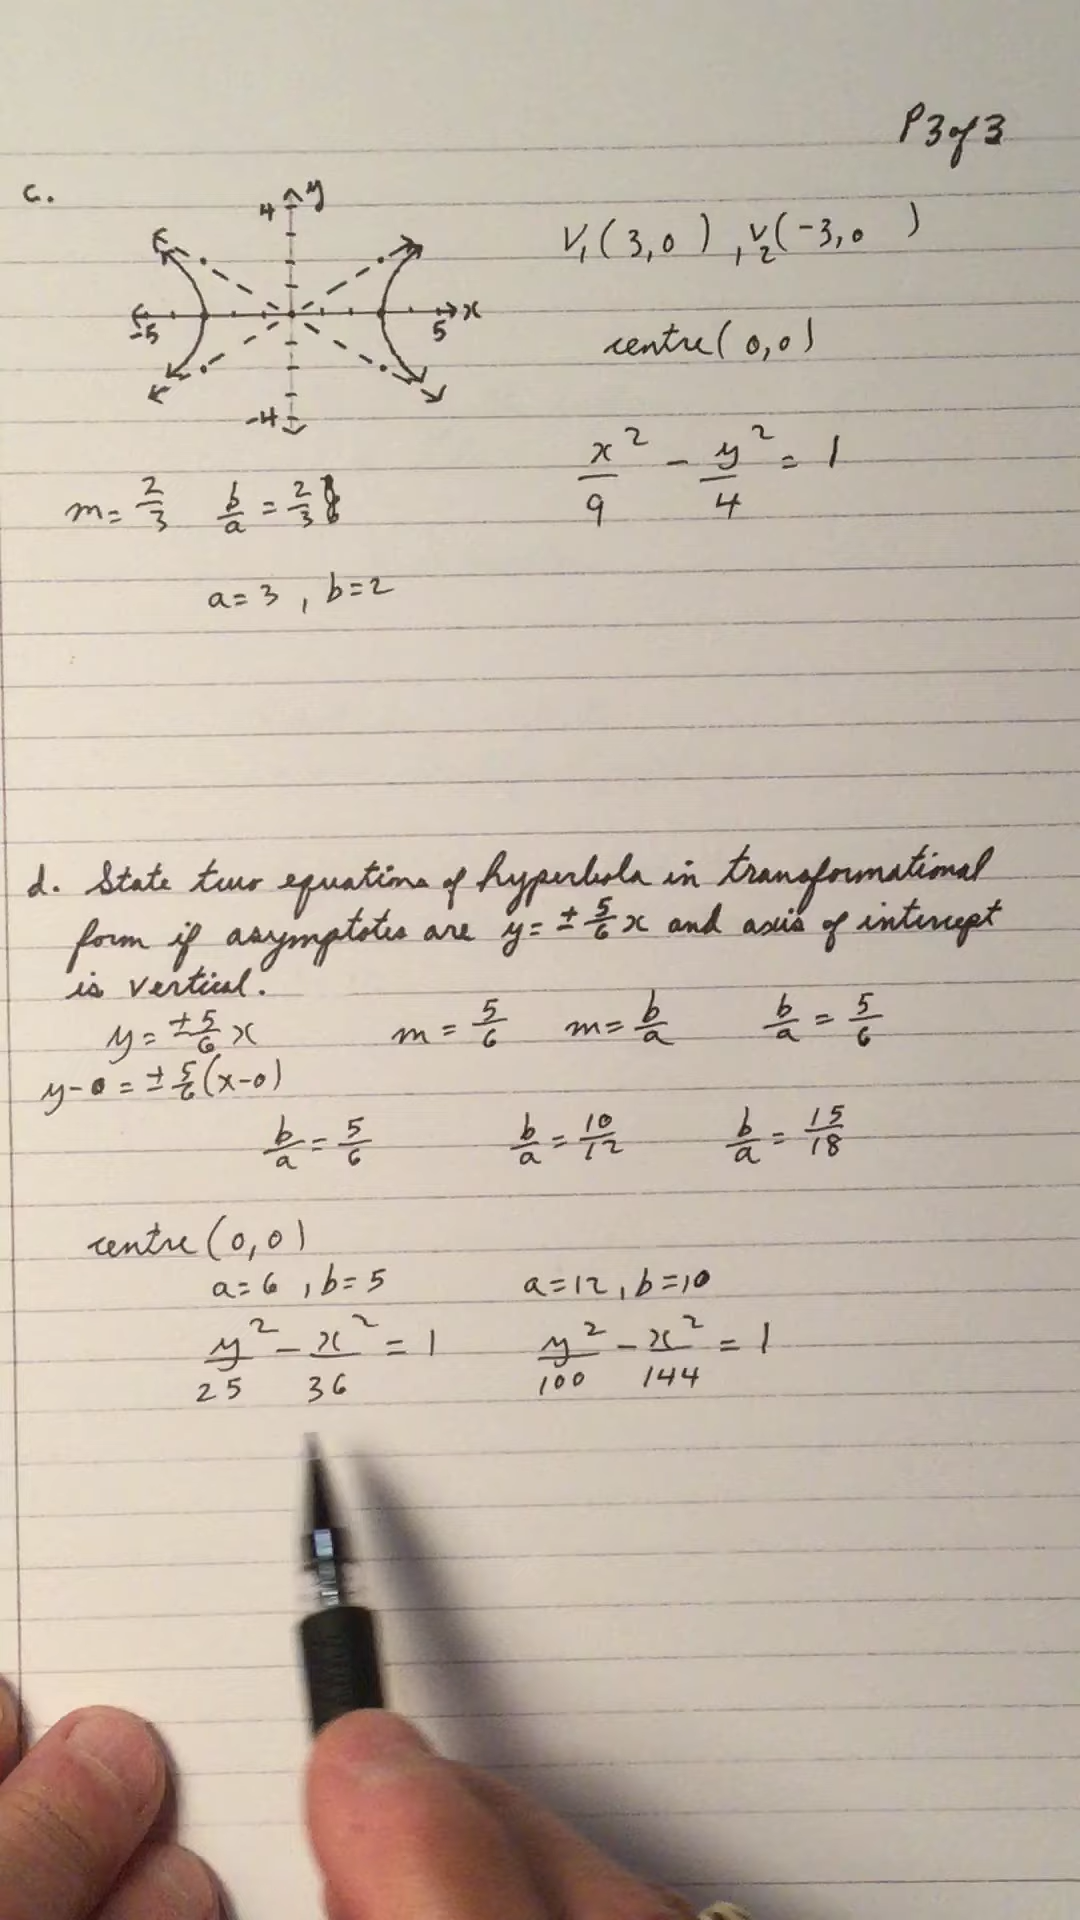 P 3 of 3
c.
4 y
-5 5 x
-4
V₁(3,0), V₂(-3,0)
centre(0,0)
x²/9 - y²/4 = 1
m = 2/3 b/a = 2/3
a = 3, b = 2
d. State two equations of hyperbola in transformational
form if asymptotes are y = ± 5/6 x and axis of intercept
is vertical.
y = ±5/6 x m = 5/6 m = b/a b/a = 5/6
y-0 = ± 5/6 (x-0)
b/a = 5/6 b/a = 10/12 b/a = 15/18
centre (0,0)
a = 6, b = 5 a = 12, b = 10
y²/25 - x²/36 = 1 y²/100 - x²/144 = 1